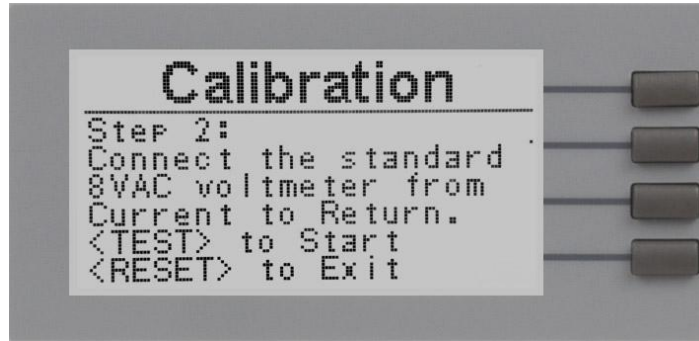 Calibration
Step 2:
Connect the standard
8VAC voltmeter from
Current to Return.
<TEST> to Start
<RESET> to Exit